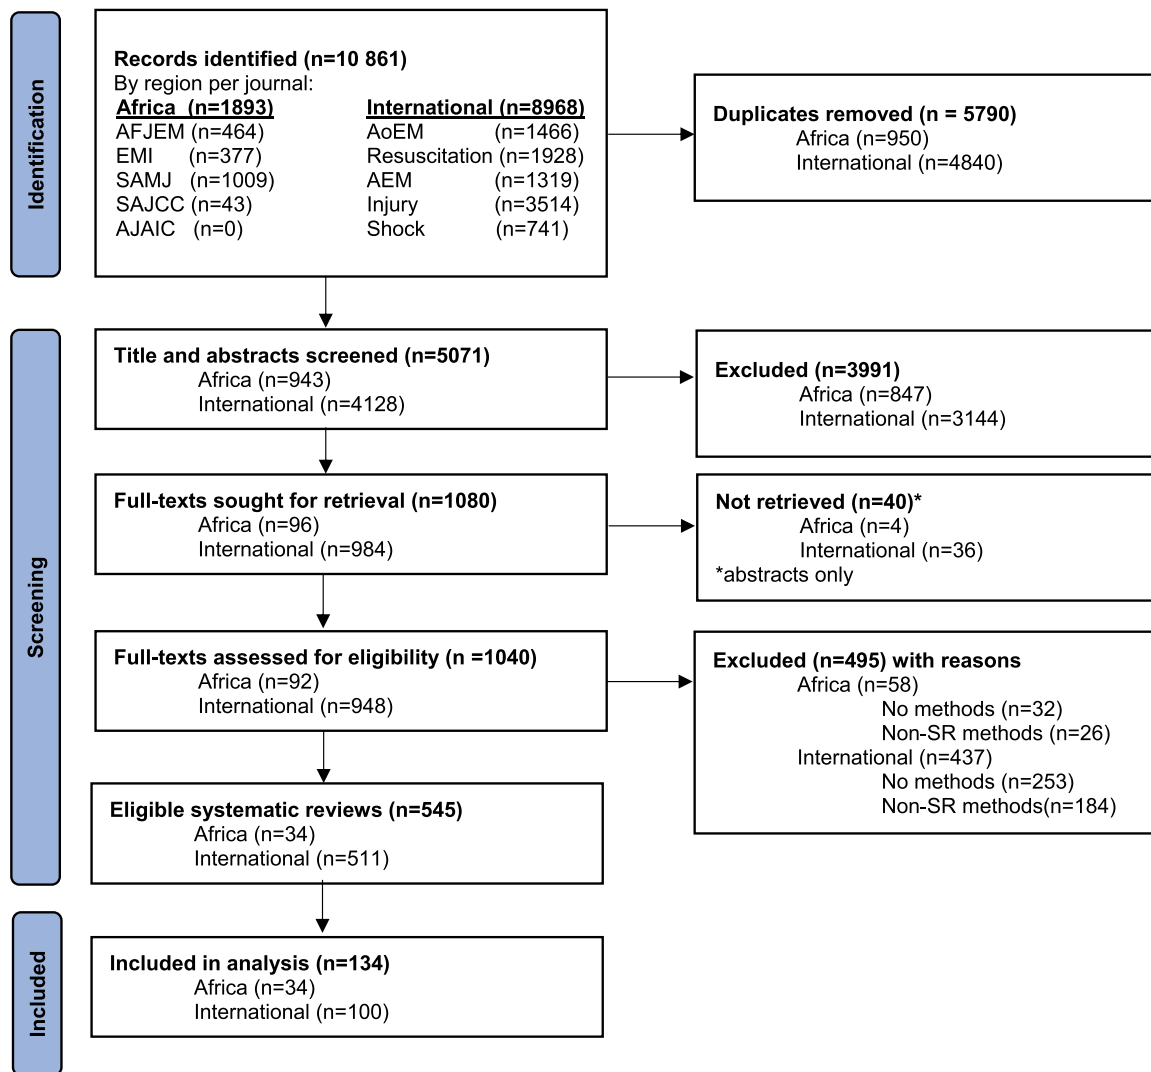 Identification
Records identified (n=10 861)
By region per journal:
Africa (n=1893)
AFJEM (n=464)
EMI (n=377)
SAMJ (n=1009)
SAJCC (n=43)
AJAIC (n=0)
International (n=8968)
AoEM (n=1466)
Resuscitation (n=1928)
AEM (n=1319)
Injury (n=3514)
Shock (n=741)
Duplicates removed (n = 5790)
Africa (n=950)
International (n=4840)
Screening
Title and abstracts screened (n=5071)
Africa (n=943)
International (n=4128)
Excluded (n=3991)
Africa (n=847)
International (n=3144)
Full-texts sought for retrieval (n=1080)
Africa (n=96)
International (n=984)
Not retrieved (n=40)*
Africa (n=4)
International (n=36)
*abstracts only
Full-texts assessed for eligibility (n =1040)
Africa (n=92)
International (n=948)
Excluded (n=495) with reasons
Africa (n=58)
No methods (n=32)
Non-SR methods (n=26)
International (n=437)
No methods (n=253)
Non-SR methods(n=184)
Eligible systematic reviews (n=545)
Africa (n=34)
International (n=511)
Included
Included in analysis (n=134)
Africa (n=34)
International (n=100)